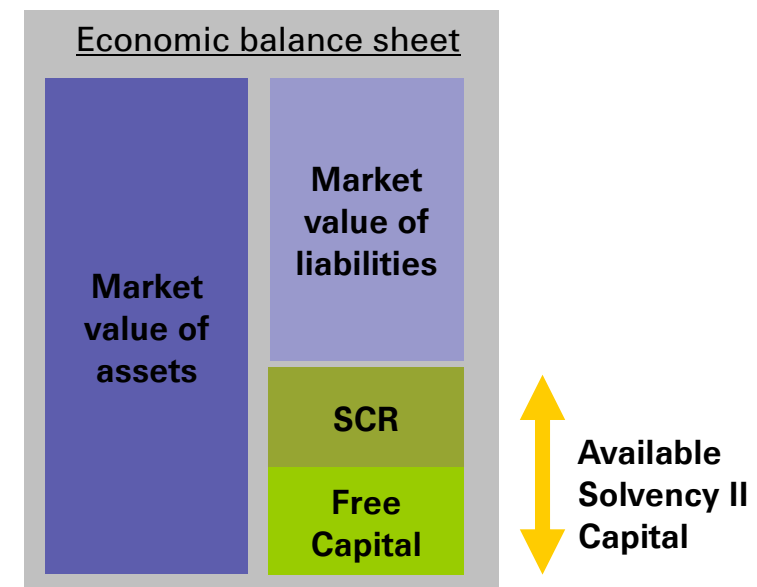 Economic balance sheet
Market
value of
assets
Market
value of
liabilities
SCR
Free
Capital
Available
Solvency II
Capital